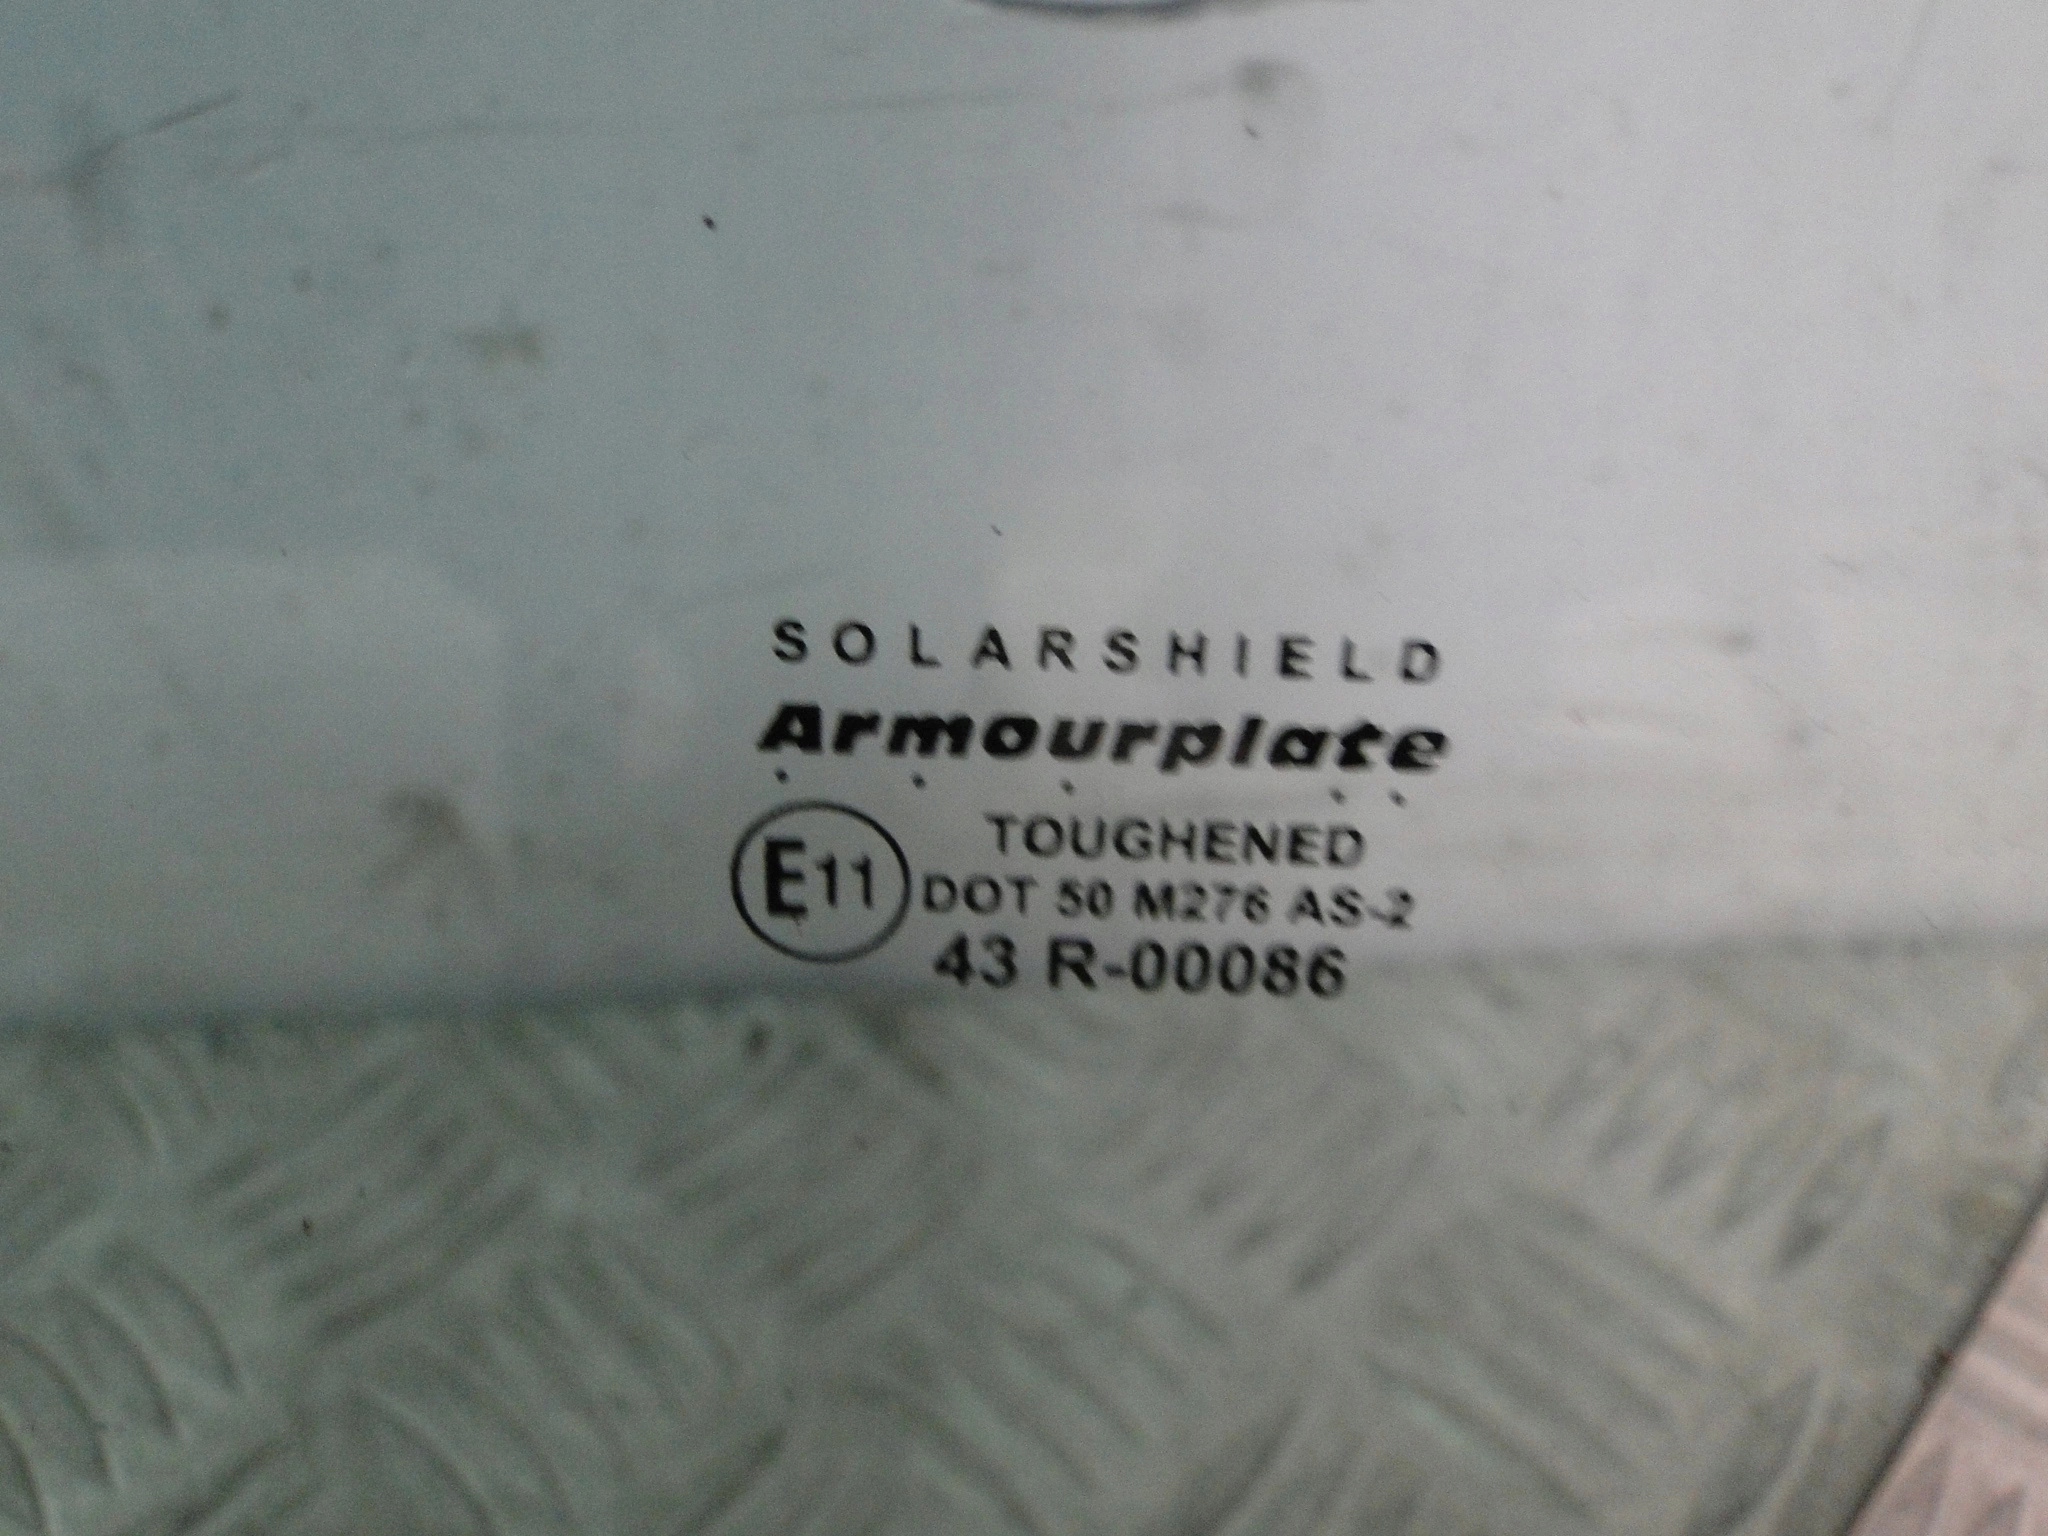 SOLARSHIELD
Armourplate
TOUGHENED
E11 DOT 50 M276 AS-2
43 R-00086